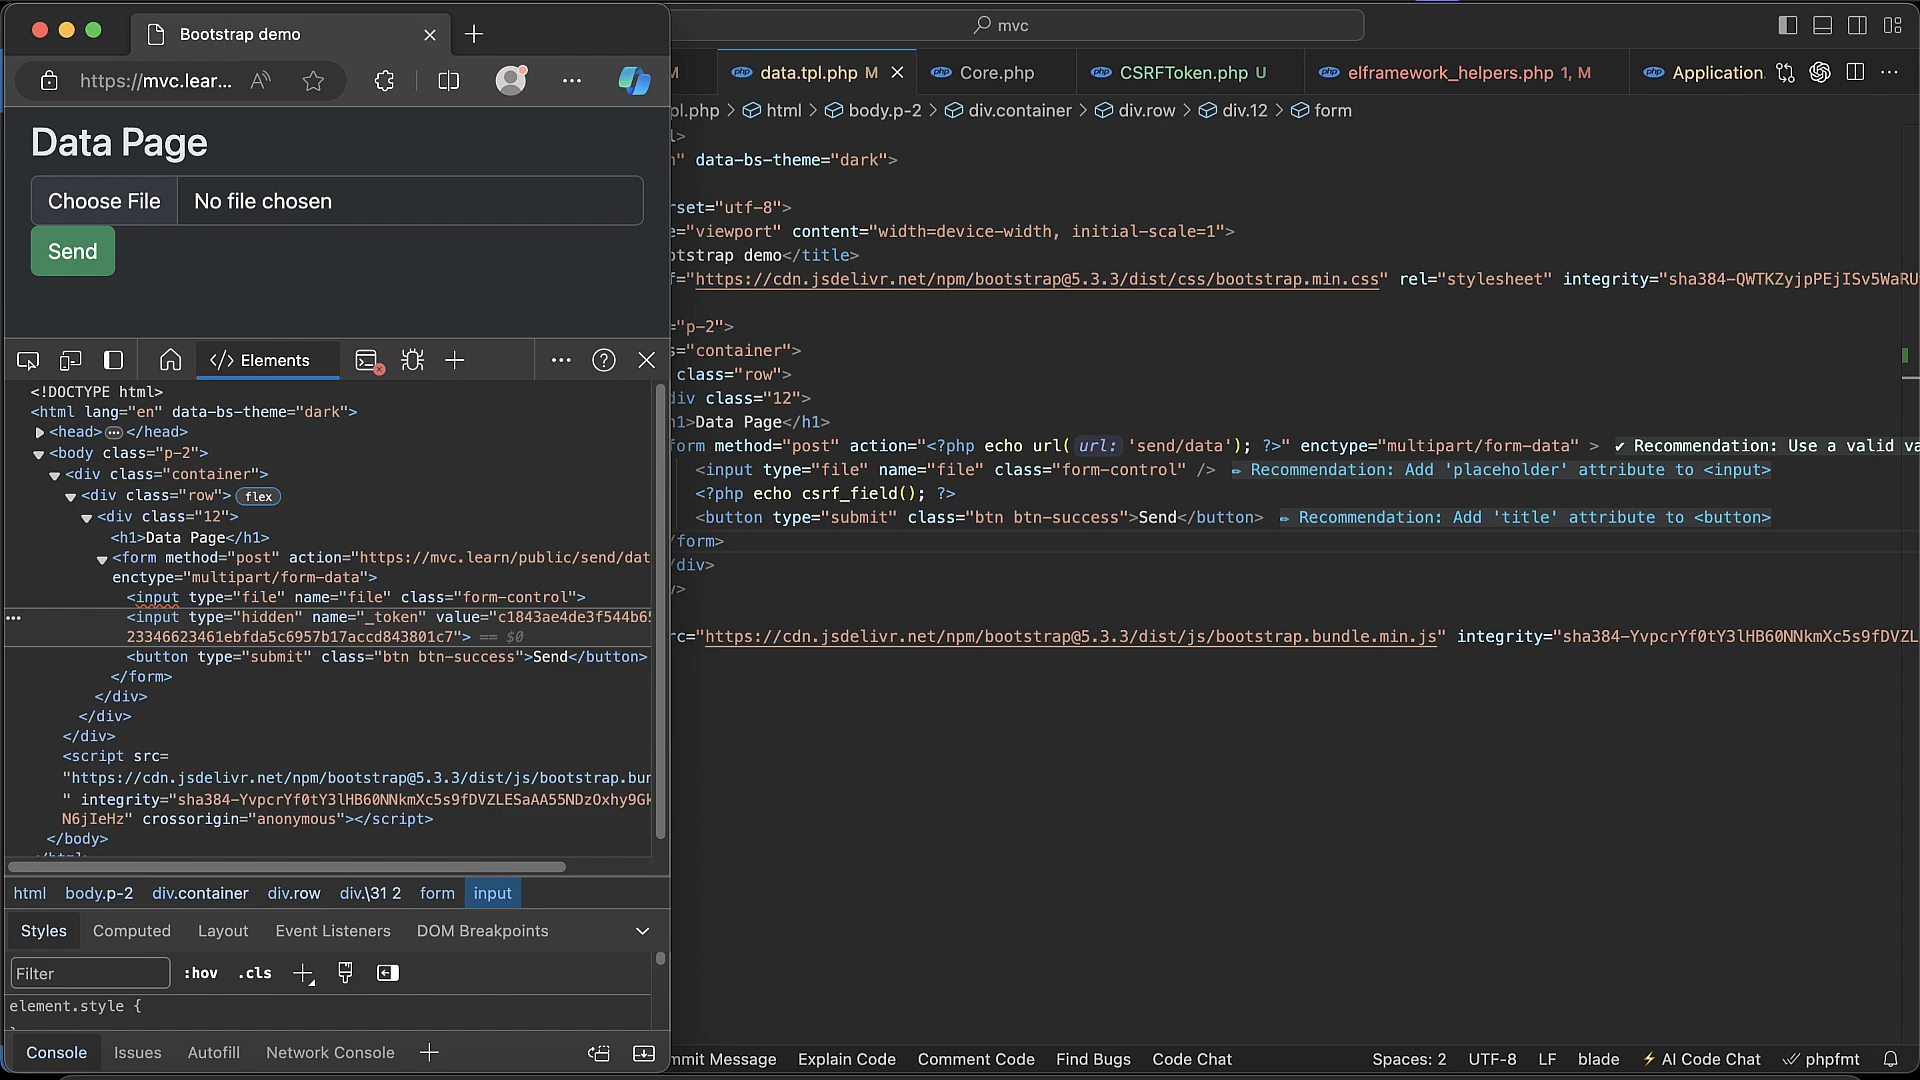 Bootstrap demo
https://mvc.lear...
Data Page
Choose File No file chosen
Send
Elements
<!DOCTYPE html>
<html lang="en" data-bs-theme="dark">
<head> </head>
<body class="p-2">
<div class="container">
<div class="row"> flex
<div class="12">
<h1>Data Page</h1>
<form method="post" action="https://mvc.learn/public/send/dat
enctype="multipart/form-data">
<input type="file" name="file" class="form-control">
<input type="hidden" name="_token" value="c1843ae4de3f544b65
23346623461ebfda5c6957b17accd843801c7"> == $0
<button type="submit" class="btn btn-success">Send</button>
</form>
</div>
</div>
</div>
<script src=
"https://cdn.jsdelivr.net/npm/bootstrap@5.3.3/dist/js/bootstrap.bun
" integrity="sha384-YvpcrYf0tY3lHB60NNkmXc5s9fDVZLESaAA55NDzOxhy9Gk
N6jIeHz" crossorigin="anonymous"></script>
</body>
html body.p-2 div.container div.row div.\31 2 form input
Styles Computed Layout Event Listeners DOM Breakpoints
Filter :hov .cls
element.style {
Console Issues Autofill Network Console
mvc
M data.tpl.php M Core.php CSRFToken.php U elframework_helpers.php 1, M Application.
pl.php > html > body.p-2 > div.container > div.row > div.12 > form
l>
n" data-bs-theme="dark">
rset="utf-8">
e="viewport" content="width=device-width, initial-scale=1">
otstrap demo</title>
f="https://cdn.jsdelivr.net/npm/bootstrap@5.3.3/dist/css/bootstrap.min.css" rel="stylesheet" integrity="sha384-QWTKZyjpPEjISv5WaRU
="p-2">
s="container">
class="row">
div class="12">
h1>Data Page</h1>
form method="post" action="<?php echo url( url: 'send/data'); ?>" enctype="multipart/form-data" > ✔ Recommendation: Use a valid va
<input type="file" name="file" class="form-control" /> ✏ Recommendation: Add 'placeholder' attribute to <input>
<?php echo csrf_field(); ?>
<button type="submit" class="btn btn-success">Send</button> ✏ Recommendation: Add 'title' attribute to <button>
/form>
/div>
v>
rc="https://cdn.jsdelivr.net/npm/bootstrap@5.3.3/dist/js/bootstrap.bundle.min.js" integrity="sha384-YvpcrYf0tY3lHB60NNkmXc5s9fDVZL
mmit Message Explain Code Comment Code Find Bugs Code Chat Spaces: 2 UTF-8 LF blade ⚡ AI Code Chat phpfmt